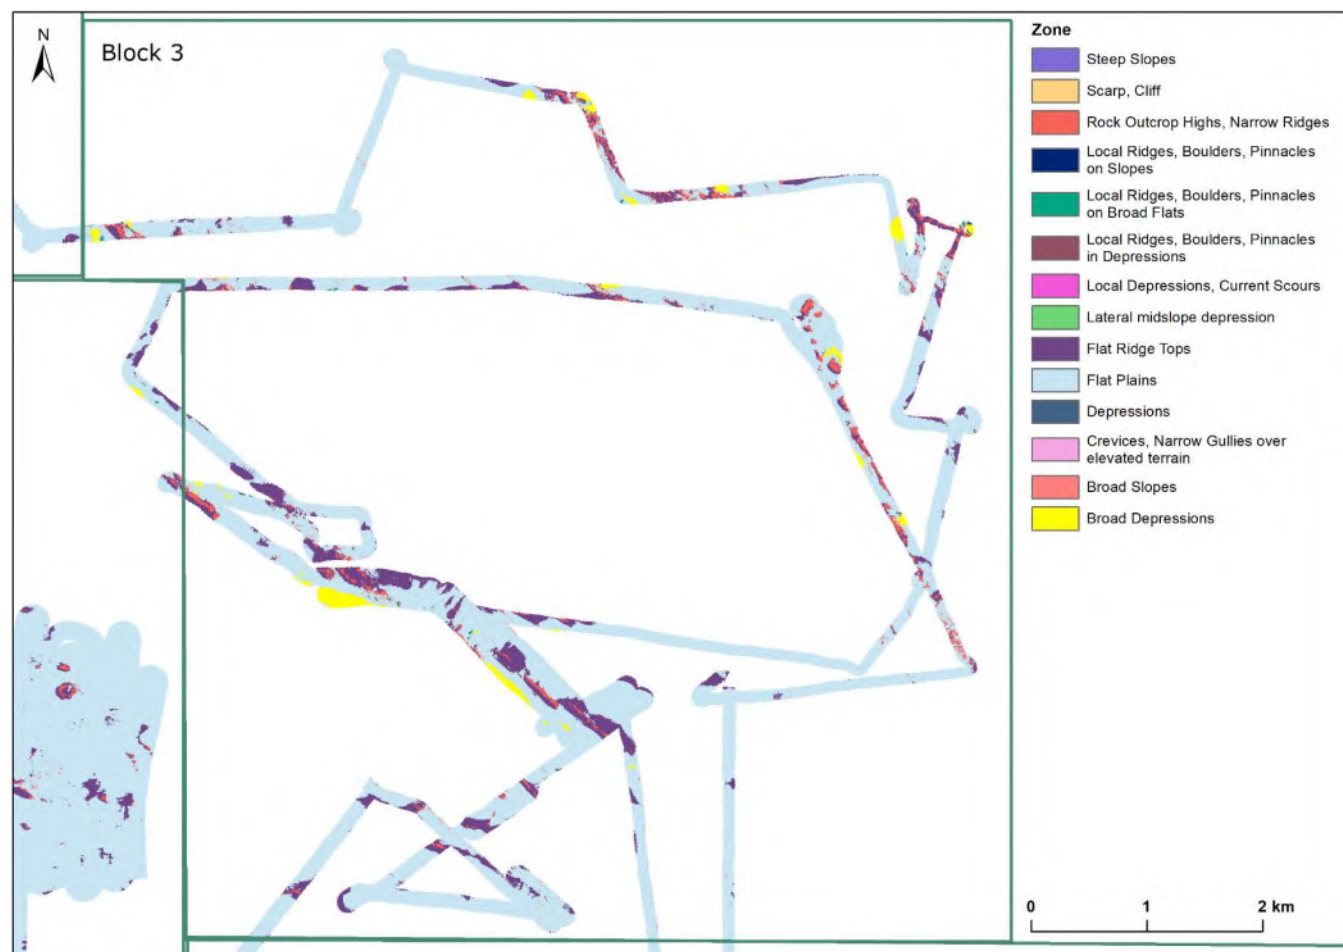 N
Block 3
Zone
Steep Slopes
Scarp, Cliff
Rock Outcrop Highs, Narrow Ridges
Local Ridges, Boulders, Pinnacles
on Slopes
Local Ridges, Boulders, Pinnacles
on Broad Flats
Local Ridges, Boulders, Pinnacles
in Depressions
Local Depressions, Current Scours
Lateral midslope depression
Flat Ridge Tops
Flat Plains
Depressions
Crevices, Narrow Gullies over
elevated terrain
Broad Slopes
Broad Depressions
0 1 2 km